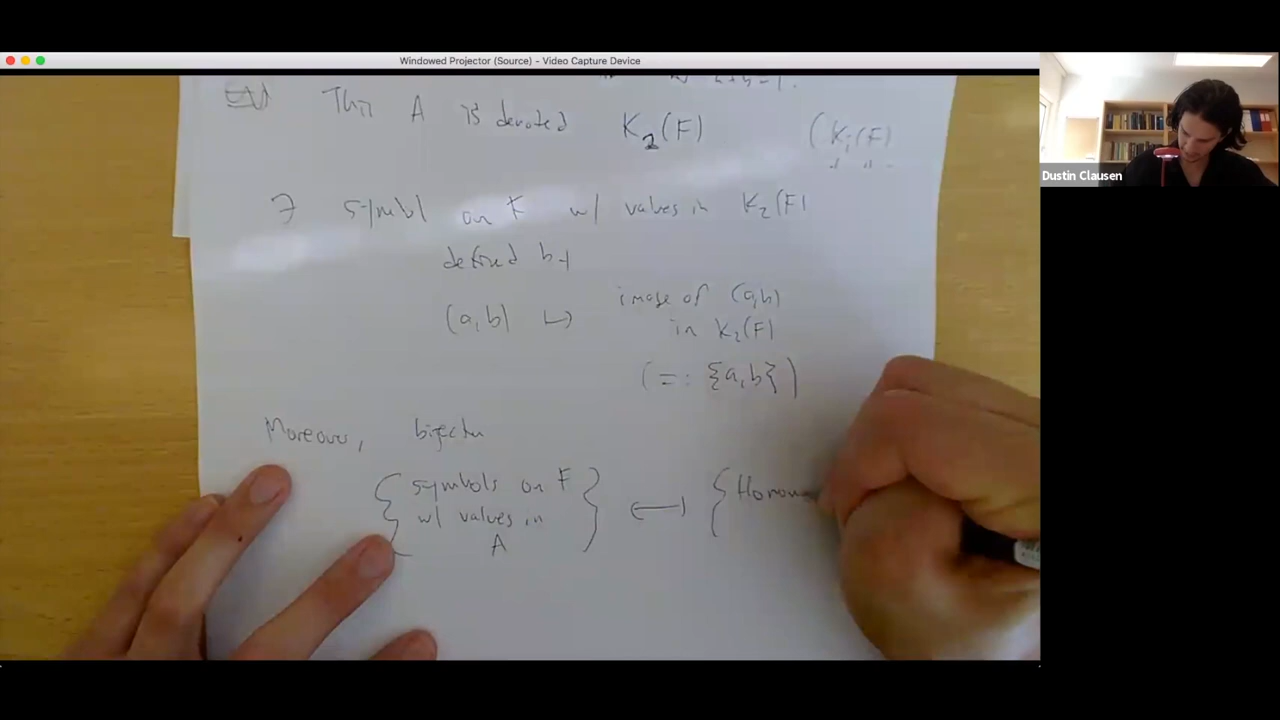 Windowed Projector (Source) - Video Capture Device
Dustin Clausen
This A is denoted K₂(F) (Kᵢ(F)
∃ symbol on F w/ values in K₂(F)
defined by
(a,b) ↦ image of (a,b)
in K₂(F)
(=: {a,b})
Moreover, bijection
{ symbols on F w/ values in A } ⟷ { Homom